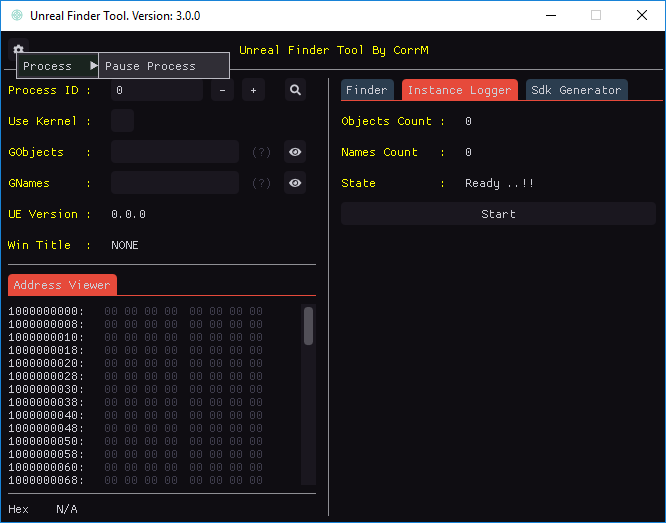 Unreal Finder Tool. Version: 3.0.0
Unreal Finder Tool By CorrM
Process Pause Process
Process ID : 0 - +
Use Kernel :
GObjects : (?)
GNames : (?)
UE Version : 0.0.0
Win Title : NONE
Address Viewer
1000000000: 00 00 00 00 00 00 00 00
1000000008: 00 00 00 00 00 00 00 00
1000000010: 00 00 00 00 00 00 00 00
1000000018: 00 00 00 00 00 00 00 00
1000000020: 00 00 00 00 00 00 00 00
1000000028: 00 00 00 00 00 00 00 00
1000000030: 00 00 00 00 00 00 00 00
1000000038: 00 00 00 00 00 00 00 00
1000000040: 00 00 00 00 00 00 00 00
1000000048: 00 00 00 00 00 00 00 00
1000000050: 00 00 00 00 00 00 00 00
1000000058: 00 00 00 00 00 00 00 00
1000000060: 00 00 00 00 00 00 00 00
1000000068: 00 00 00 00 00 00 00 00
Hex N/A
Finder Instance Logger Sdk Generator
Objects Count : 0
Names Count : 0
State : Ready ..!!
Start